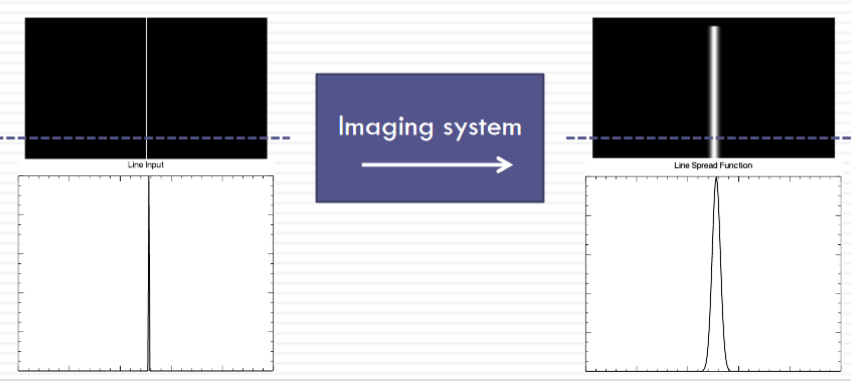 Imaging system
Line Input
Line Spread Function